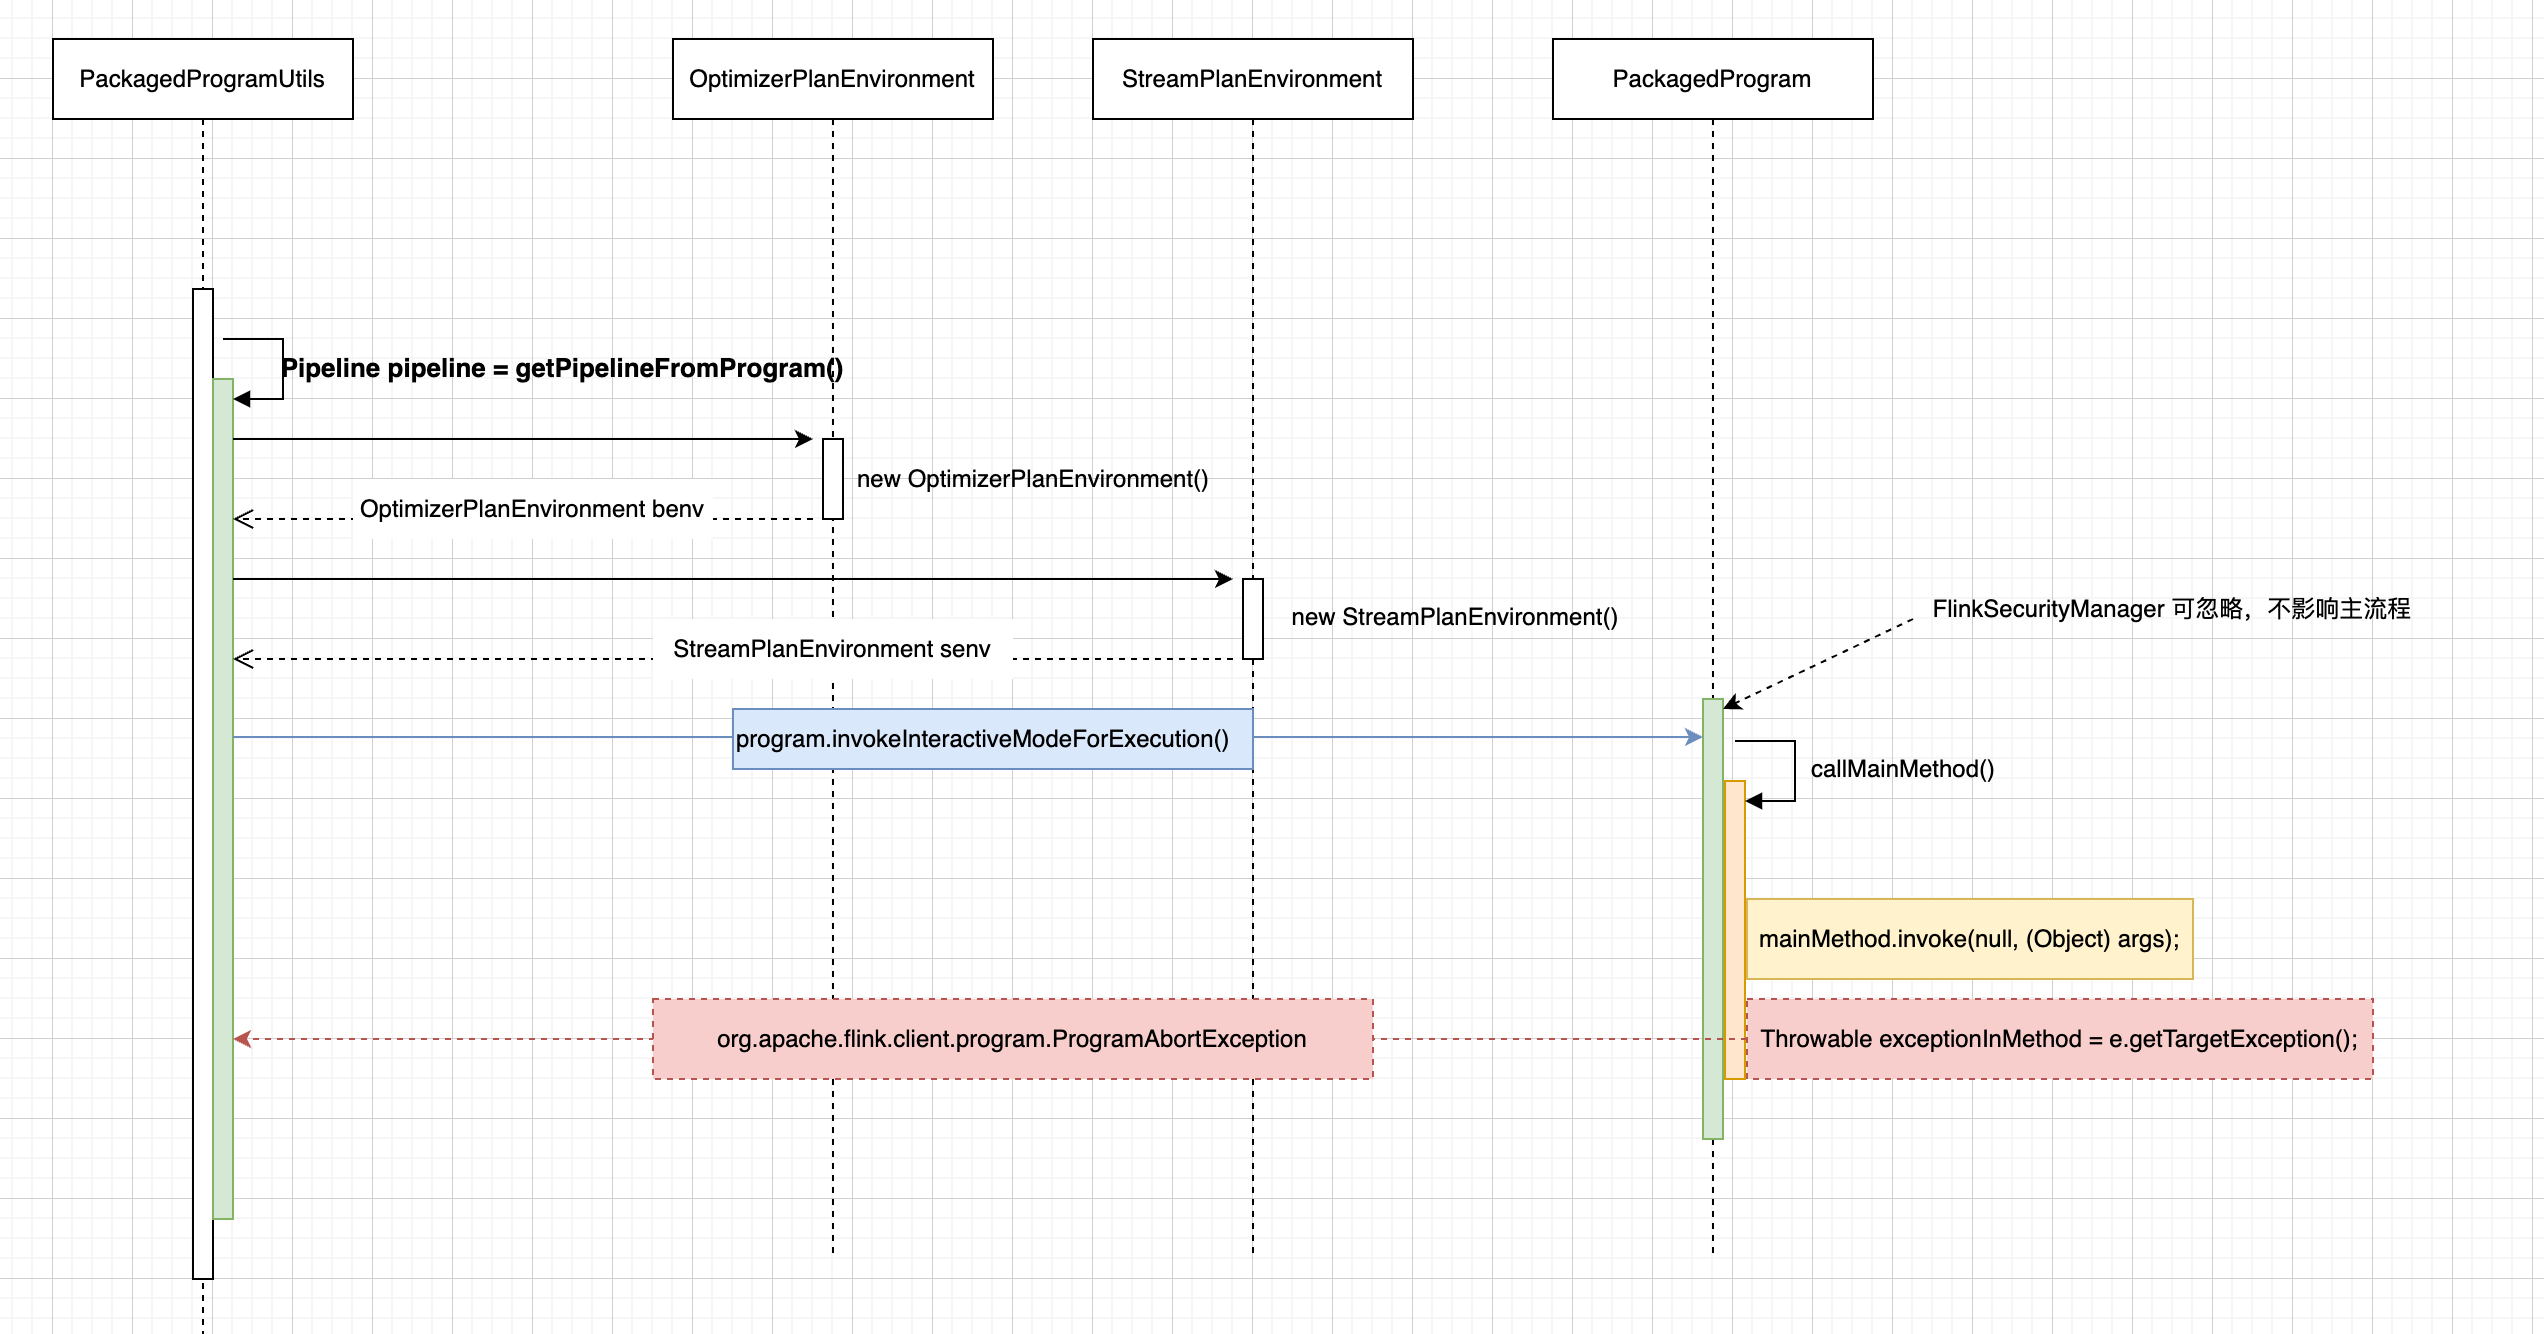 PackagedProgramUtils
OptimizerPlanEnvironment
StreamPlanEnvironment
PackagedProgram
Pipeline pipeline = getPipelineFromProgram()
new OptimizerPlanEnvironment()
OptimizerPlanEnvironment benv
new StreamPlanEnvironment()
FlinkSecurityManager 可忽略，不影响主流程
StreamPlanEnvironment senv
program.invokeInteractiveModeForExecution()
callMainMethod()
mainMethod.invoke(null, (Object) args);
org.apache.flink.client.program.ProgramAbortException
Throwable exceptionInMethod = e.getTargetException();